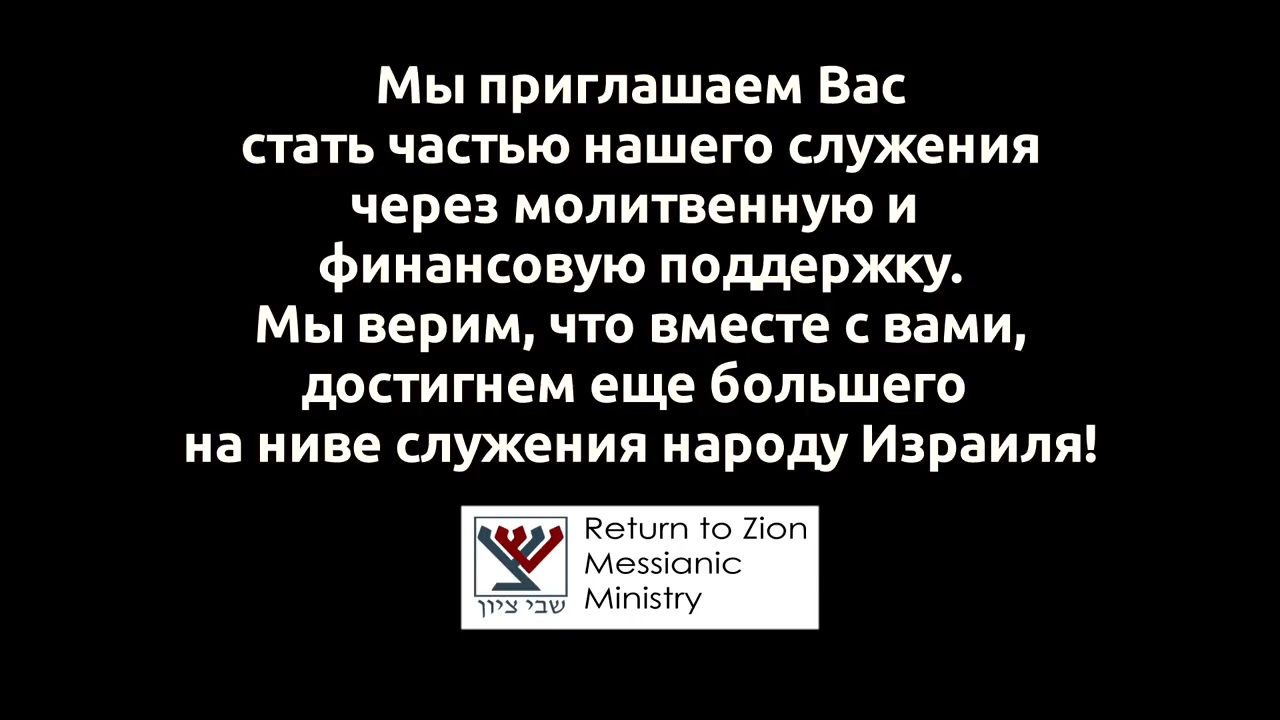 Мы приглашаем Вас
стать частью нашего служения
через молитвенную и
финансовую поддержку.
Мы верим, что вместе с вами,
достигнем еще большего
на ниве служения народу Израиля!
Return to Zion
Messianic
Ministry
שבי ציון